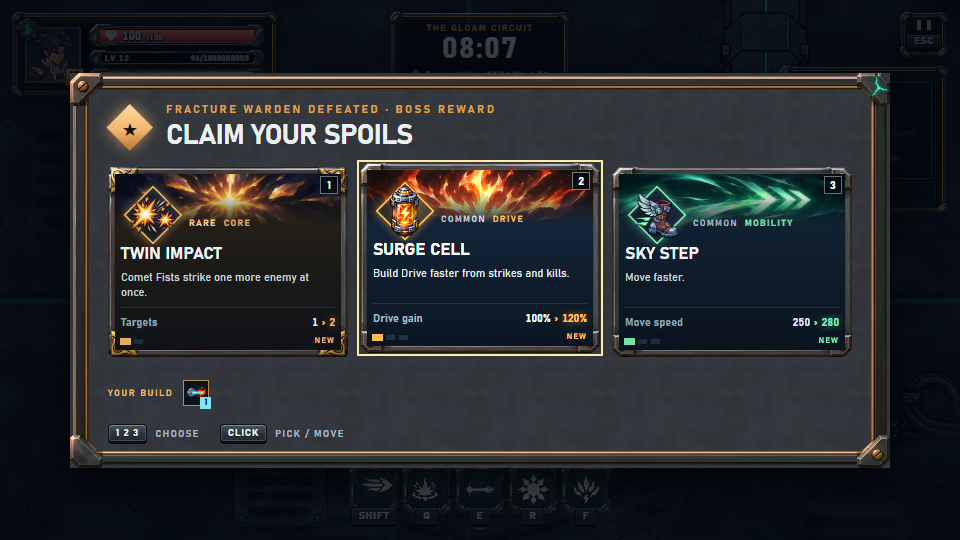 THE GLOAM CIRCUIT
100 /100
08:07
ESC
LV 12
96/1000000000
FRACTURE WARDEN DEFEATED · BOSS REWARD
CLAIM YOUR SPOILS
1
RARE CORE
TWIN IMPACT
Comet Fists strike one more enemy at
once.
Targets
1 › 2
NEW
2
COMMON DRIVE
SURGE CELL
Build Drive faster from strikes and kills.
Drive gain
100% › 120%
NEW
3
COMMON MOBILITY
SKY STEP
Move faster.
Move speed
250 › 280
NEW
YOUR BUILD
1
1 2 3 CHOOSE
CLICK PICK / MOVE
SHIFT
Q
E
R
F